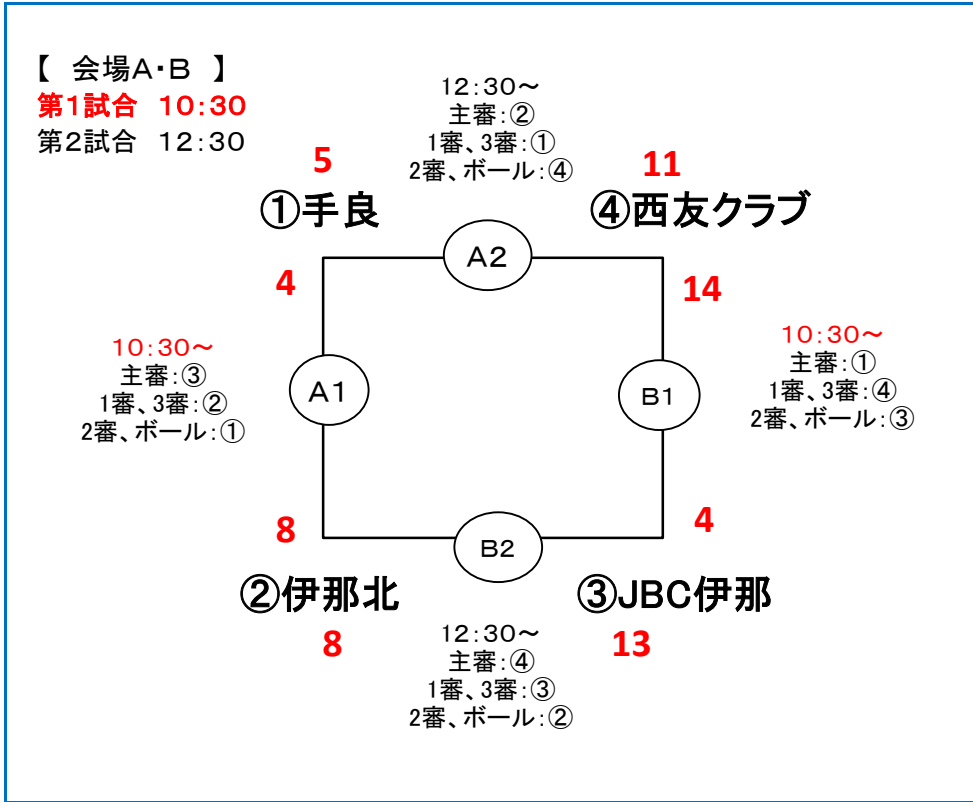 【 会場A・B 】
第1試合 10:30
第2試合 12:30
12:30~
主審:②
1審、3審:①
2審、ボール:④
5
11
①手良
④西友クラブ
A2
4
14
10:30~
主審:③
1審、3審:②
2審、ボール:①
A1
B1
10:30~
主審:①
1審、3審:④
2審、ボール:③
8
4
B2
②伊那北
③JBC伊那
8
13
12:30~
主審:④
1審、3審:③
2審、ボール:②